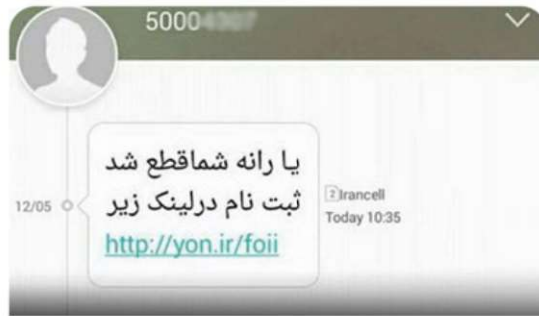 5000
یا رانه شماقطع شد
ثبت نام درلینک زیر
http://yon.ir/foii
12/05
2 Irancell
Today 10:35